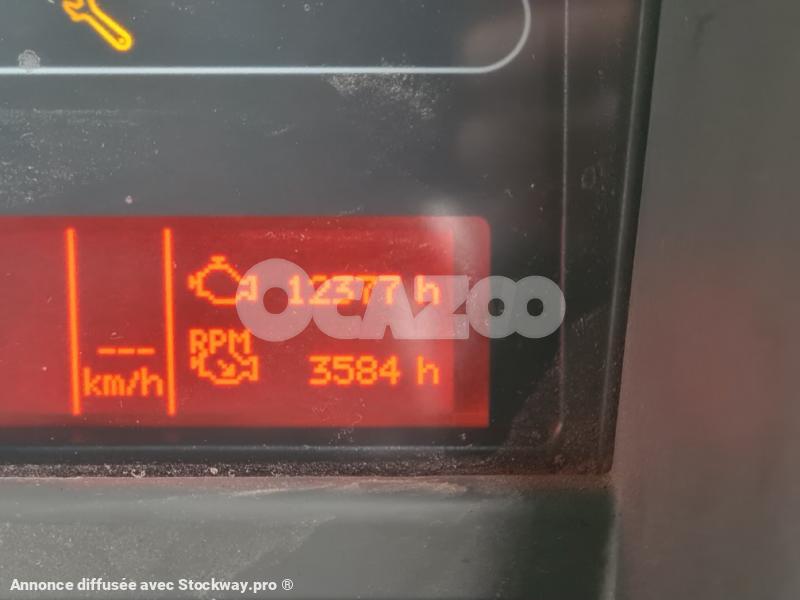 12377 h
OCAZOO
RPM
3584 h
---
km/h
Annonce diffusée avec Stockway.pro ®